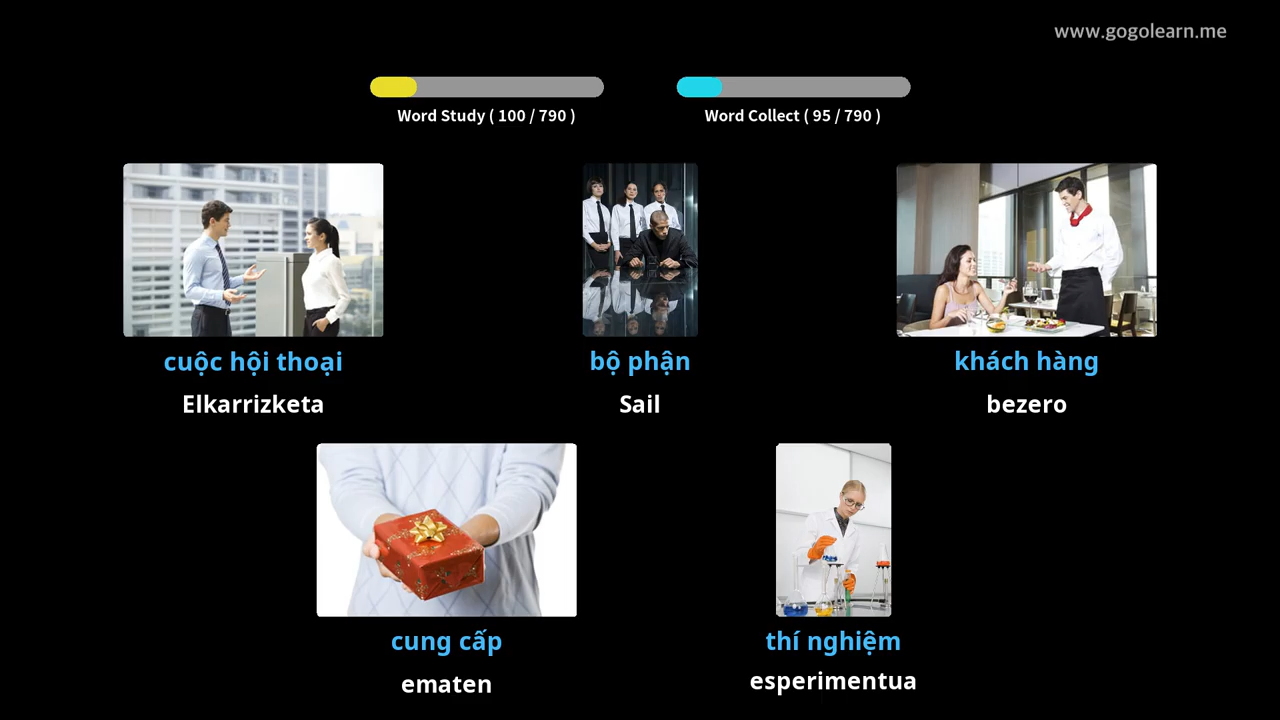 www.gogolearn.me
Word Study ( 100 / 790 )
Word Collect ( 95 / 790 )
cuộc hội thoại
Elkarrizketa
bộ phận
Sail
khách hàng
bezero
cung cấp
ematen
thí nghiệm
esperimentua